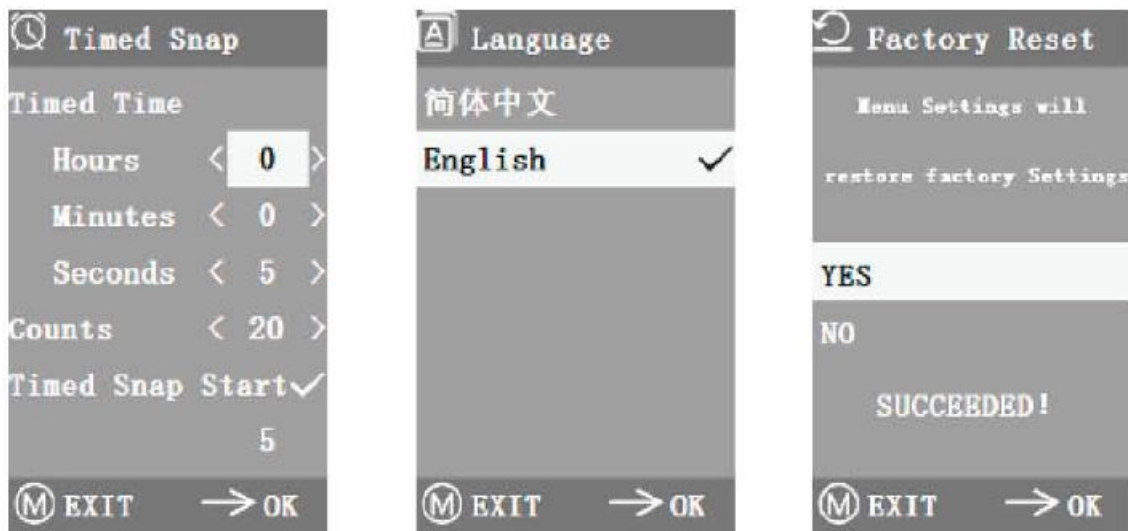 Timed Snap
Timed Time
Hours < 0 >
Minutes < 0 >
Seconds < 5 >
Counts < 20 >
Timed Snap Start✓
5
M EXIT → OK
A Language
简体中文
English ✓
M EXIT → OK
Factory Reset
Menu Settings will
restore factory Settings
YES
NO
SUCCEEDED!
M EXIT → OK